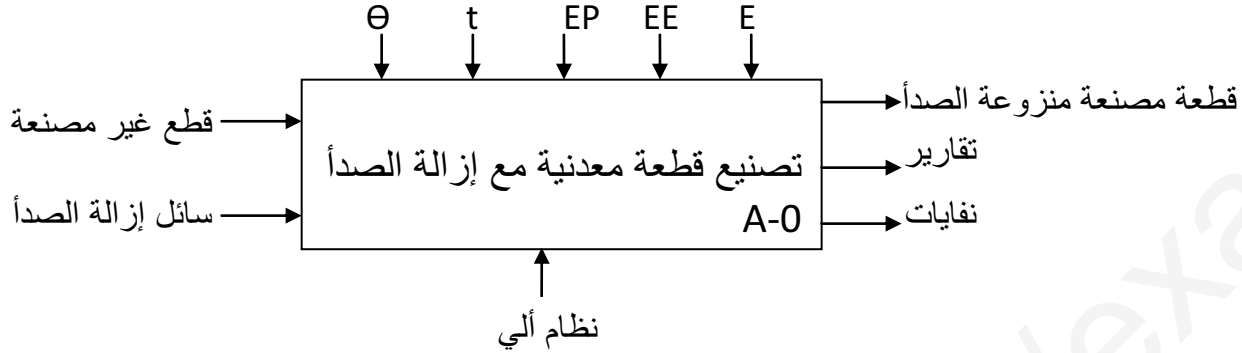 Ɵ t EP EE E
قطع غير مصنعة
سائل إزالة الصدأ
تصنيع قطعة معدنية مع إزالة الصدأ
A-0
قطعة مصنعة منزوعة الصدأ
تقارير
نفايات
نظام ألي